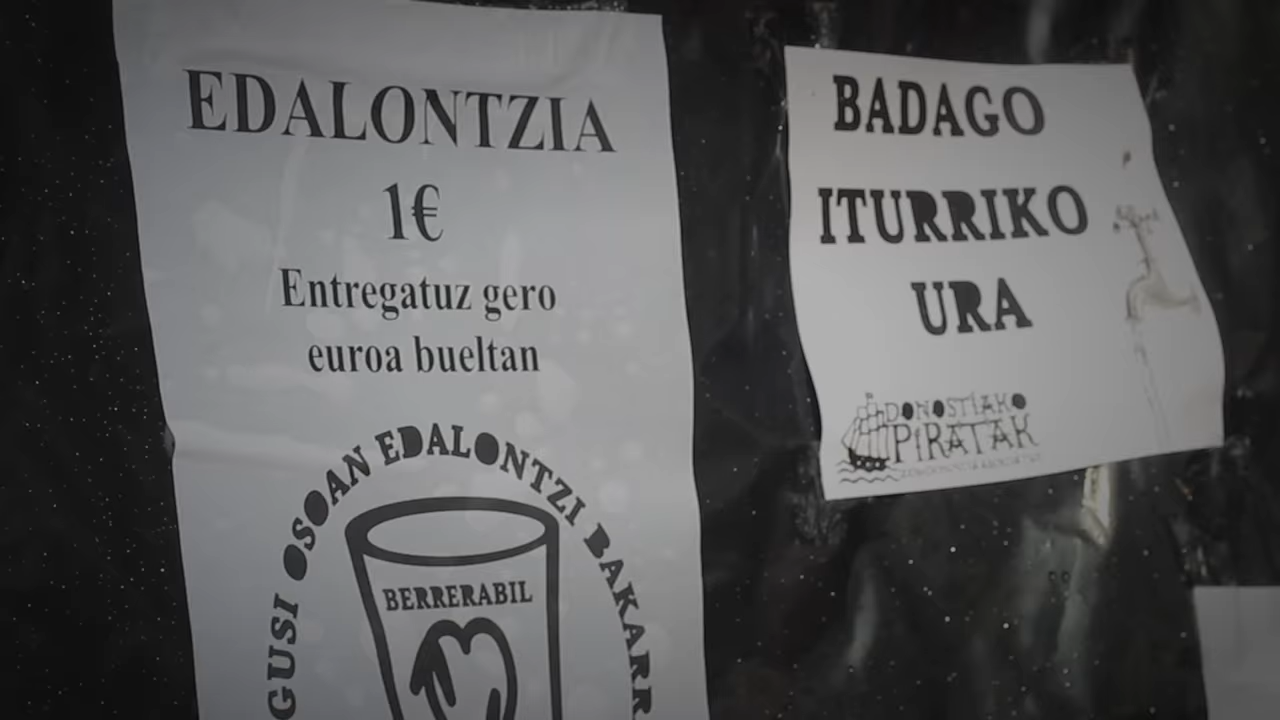 EDALONTZIA
1€
Entregatuz gero
euroa bueltan
GUSI OSOAN EDALONTZI BAKARR
BERRERABIL
BADAGO
ITURRIKO
URA
DONOSTIAKO
PiRATAK